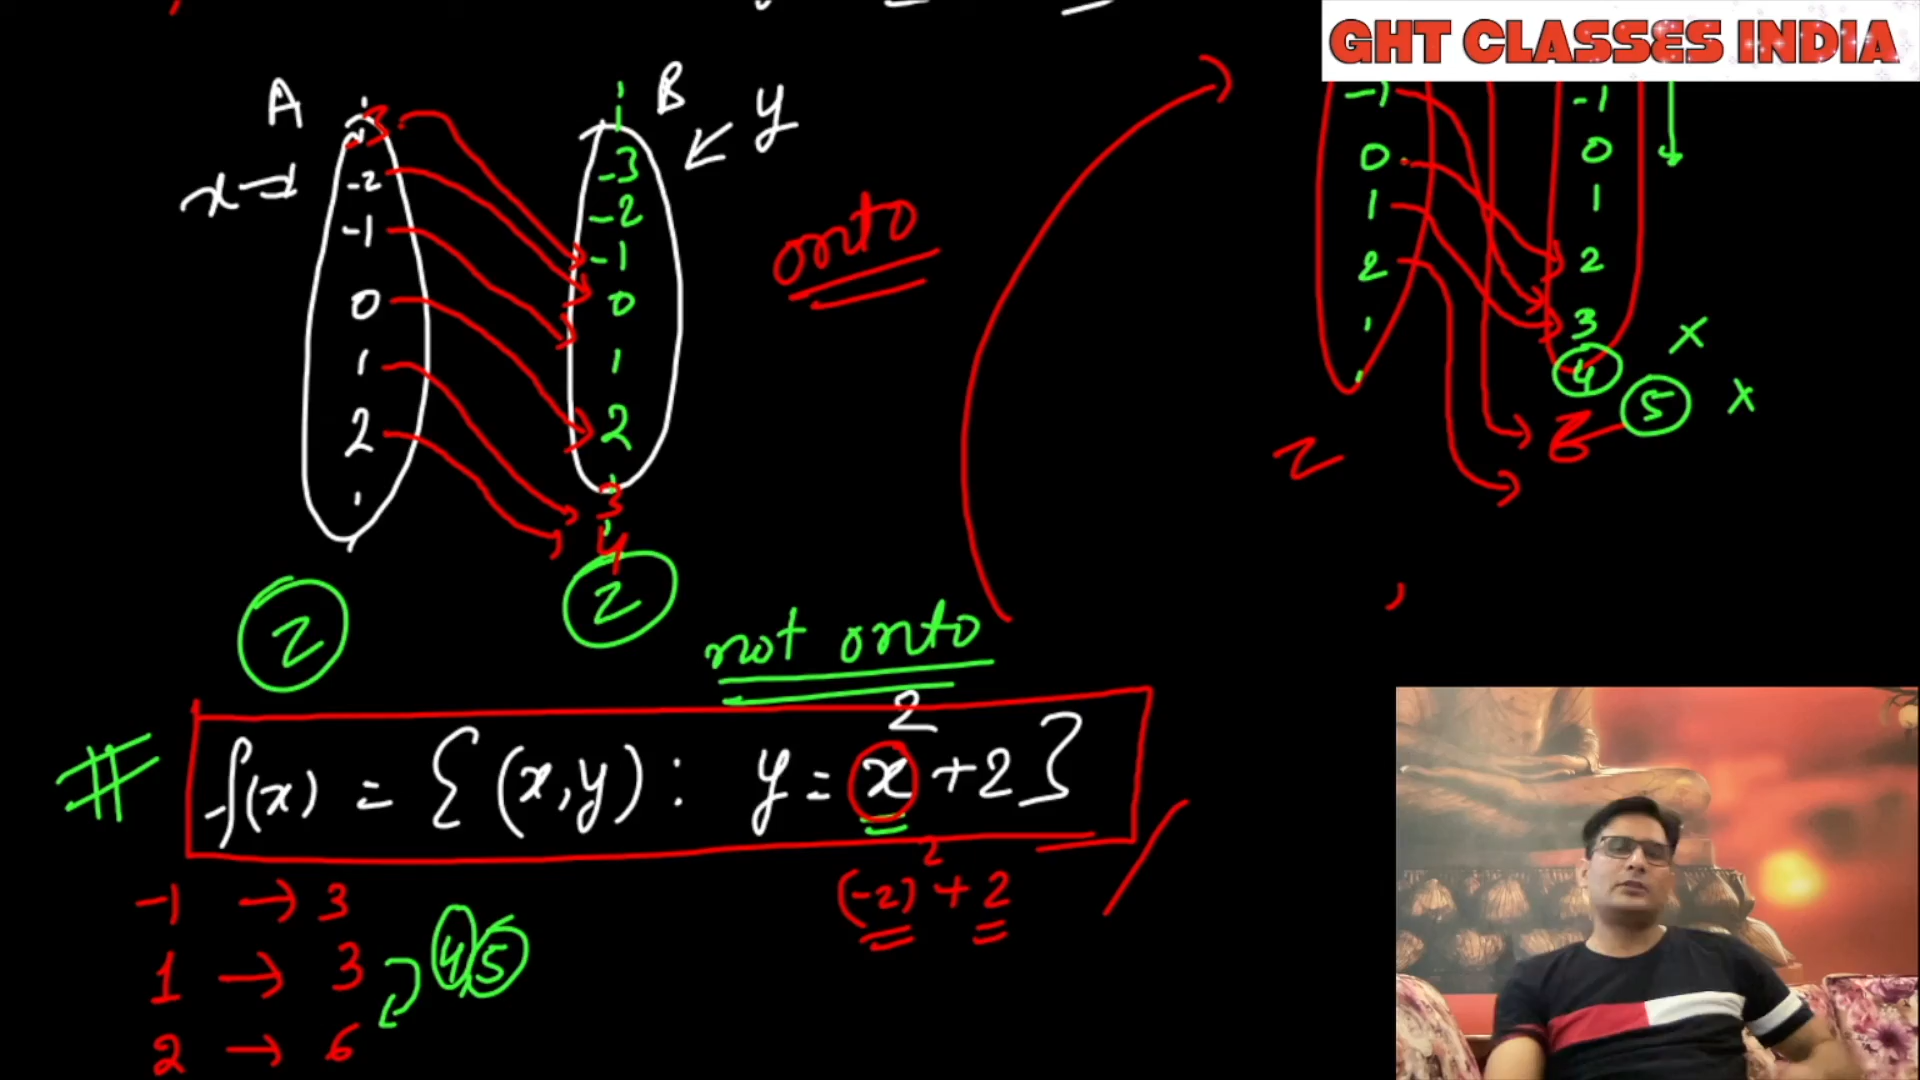 GHT CLASSES INDIA
A
B
y
x →
3
-2
-1
0
1
2
-3
-2
-1
0
1
2
3
4
onto
-1
0
1
2
-1
0
1
2
3
4
x
5
x
6
Z
Z
Z
not onto
# f(x) = { (x,y) : y = x² + 2 }
(-2)² + 2
-1 → 3
1 → 3
4 5
2 → 6